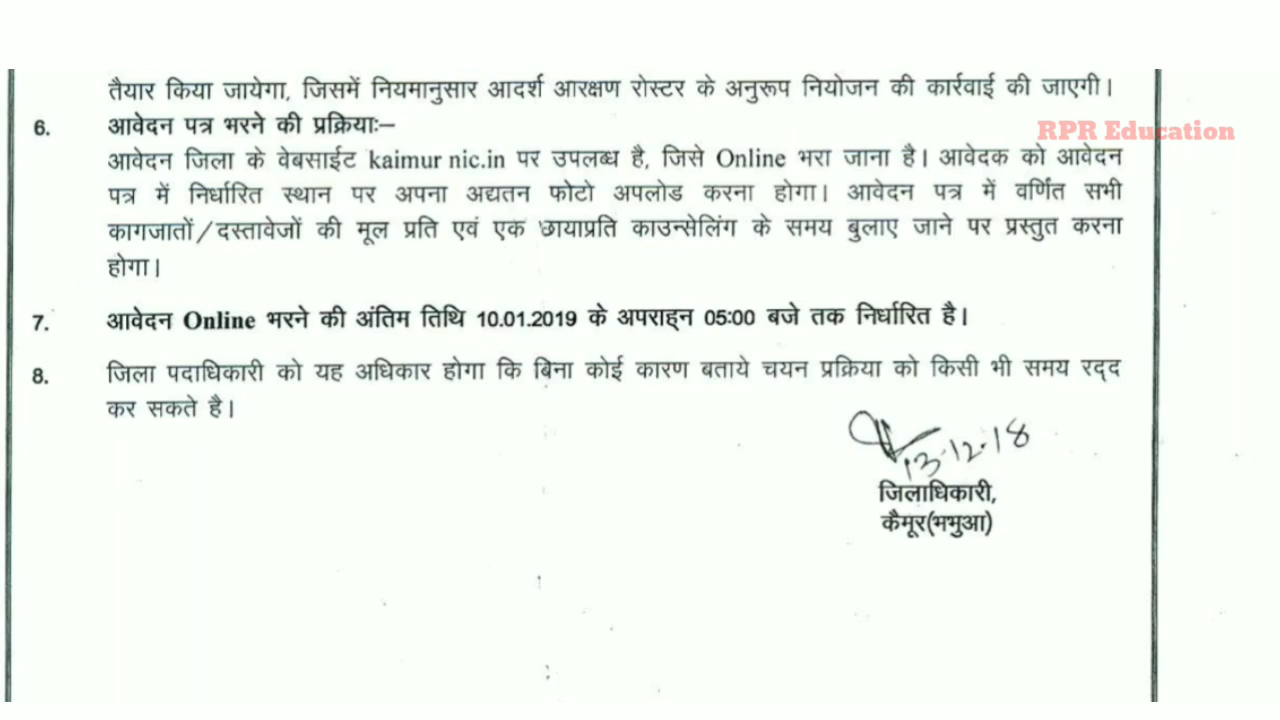 तैयार किया जायेगा, जिसमें नियमानुसार आदर्श आरक्षण रोस्टर के अनुरूप नियोजन की कार्रवाई की जाएगी।
6. आवेदन पत्र भरने की प्रक्रियाः–
RPR Education
आवेदन जिला के वेबसाईट kaimur nic.in पर उपलब्ध है, जिसे Online भरा जाना है। आवेदक को आवेदन
पत्र में निर्धारित स्थान पर अपना अद्यतन फोटो अपलोड करना होगा। आवेदन पत्र में वर्णित सभी
कागजातों/दस्तावेजों की मूल प्रति एवं एक छायाप्रति काउन्सेलिंग के समय बुलाए जाने पर प्रस्तुत करना
होगा।
7. आवेदन Online भरने की अंतिम तिथि 10.01.2019 के अपराह्न 05:00 बजे तक निर्धारित है।
8. जिला पदाधिकारी को यह अधिकार होगा कि बिना कोई कारण बताये चयन प्रक्रिया को किसी भी समय रद्द
कर सकते है।
13-12-18
जिलाधिकारी,
कैमूर(भभुआ)